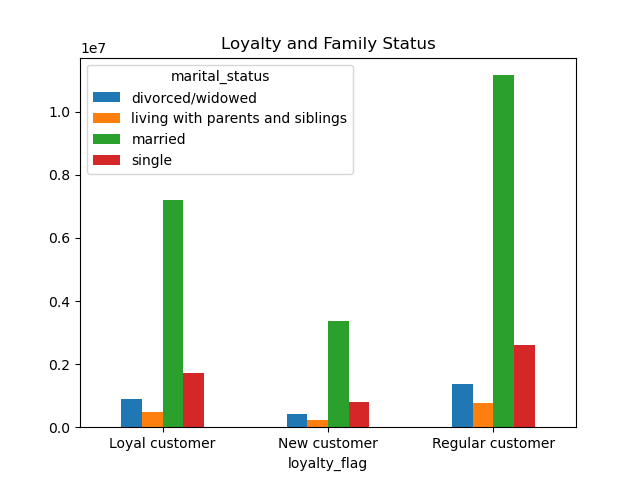 Loyalty and Family Status
1e7
marital_status
divorced/widowed
living with parents and siblings
married
single
1.0
0.8
0.6
0.4
0.2
0.0
Loyal customer New customer Regular customer
loyalty_flag